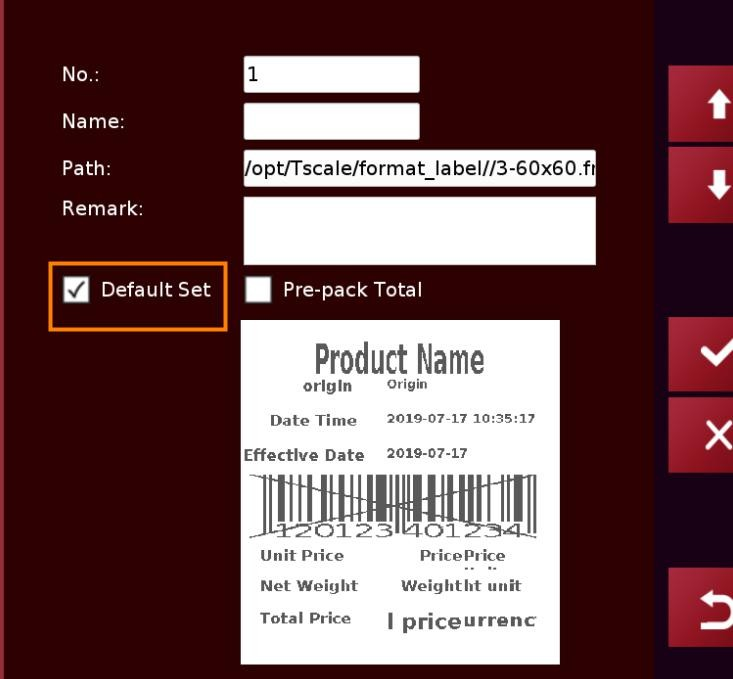 No.: 1
Name:
Path: /opt/Tscale/format_label//3-60x60.fr
Remark:
Default Set Pre-pack Total
Product Name
origin Origin
Date Time 2019-07-17 10:35:17
Effective Date 2019-07-17
120123 401234
Unit Price PricePrice
Net Weight Weightht unit
Total Price l priceurrenc